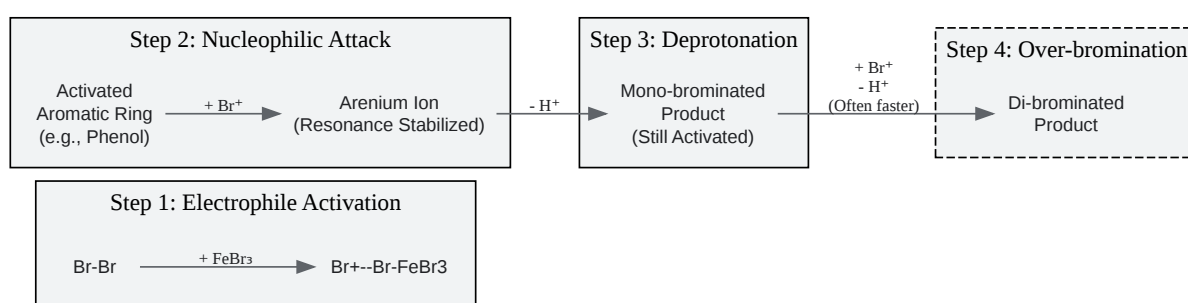 Step 2: Nucleophilic Attack
Activated
Aromatic Ring
(e.g., Phenol)
+ Br⁺
Arenium Ion
(Resonance Stabilized)
- H⁺
Step 3: Deprotonation
Mono-brominated
Product
(Still Activated)
+ Br⁺
- H⁺
(Often faster)
Step 4: Over-bromination
Di-brominated
Product
Step 1: Electrophile Activation
Br-Br
+ FeBr₃
Br+--Br-FeBr3